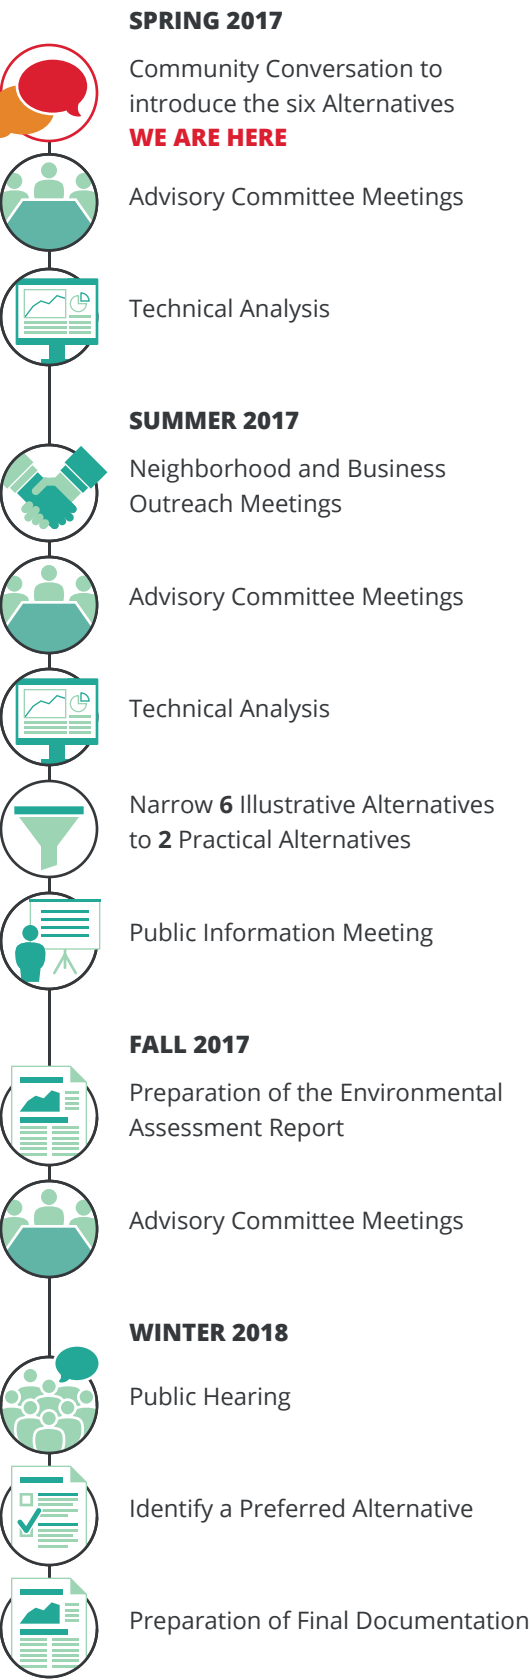 SPRING 2017
Community Conversation to
introduce the six Alternatives
WE ARE HERE
Advisory Committee Meetings
Technical Analysis
SUMMER 2017
Neighborhood and Business
Outreach Meetings
Advisory Committee Meetings
Technical Analysis
Narrow 6 Illustrative Alternatives
to 2 Practical Alternatives
Public Information Meeting
FALL 2017
Preparation of the Environmental
Assessment Report
Advisory Committee Meetings
WINTER 2018
Public Hearing
Identify a Preferred Alternative
Preparation of Final Documentation